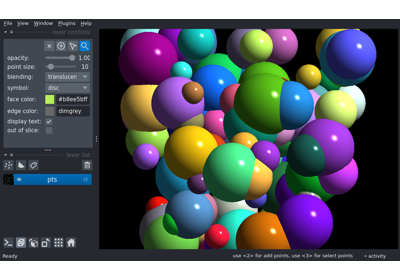 File View Window Plugins Help
layer controls
opacity: 1.00
point size: 10
blending: translucen
symbol: disc
face color: #b8ee5bff
edge color: dimgrey
display text: ✓
out of slice:
layer list
pts
Ready
use <2> for add points, use <3> for select points
activity